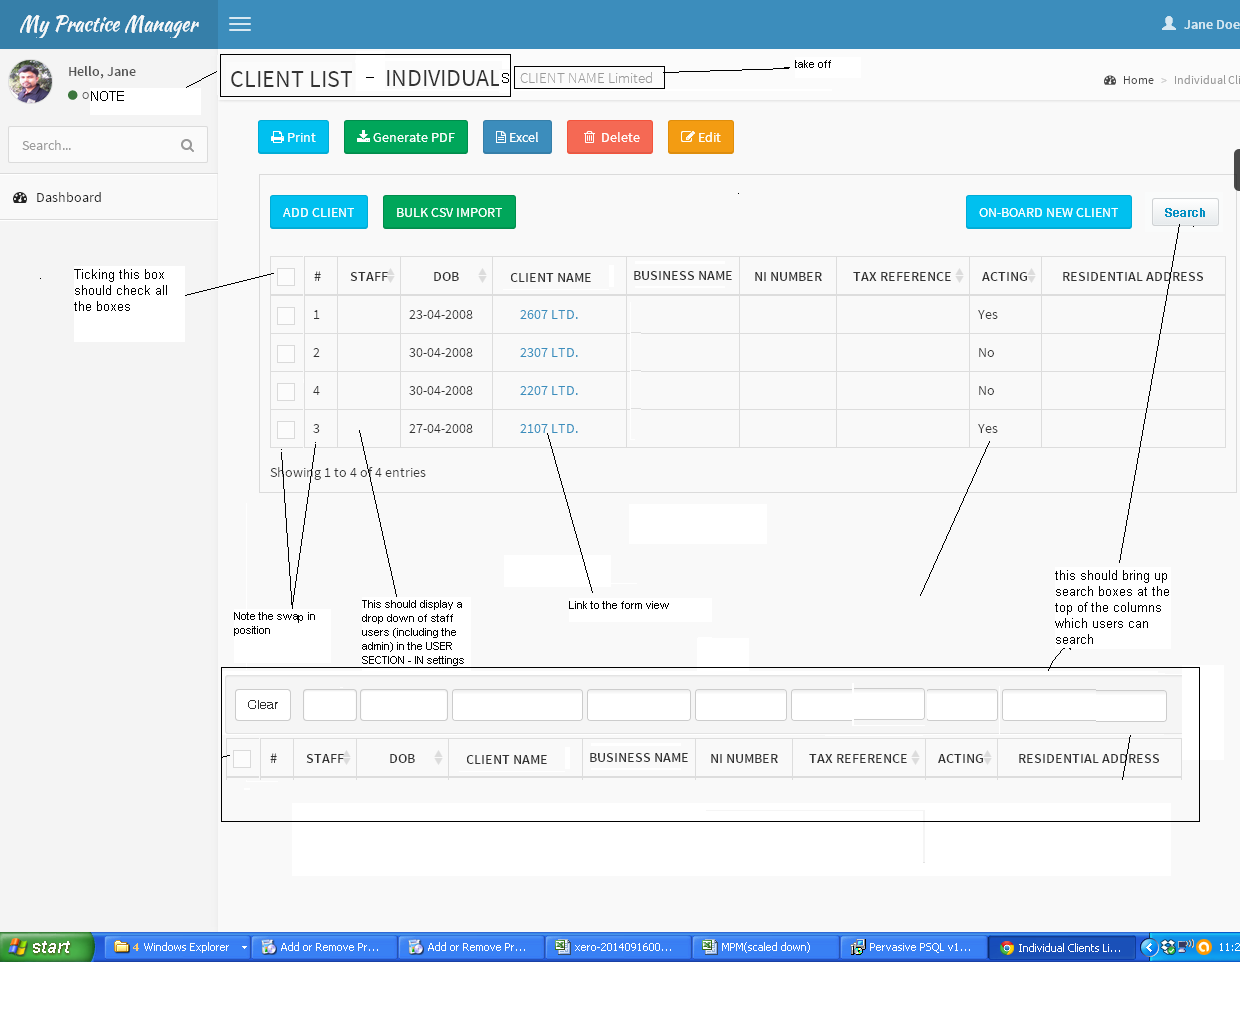 My Practice Manager
Jane Doe
Hello, Jane
NOTE
CLIENT LIST - INDIVIDUALS
CLIENT NAME Limited
take off
Home > Individual Cli
Search...
Dashboard
Print Generate PDF Excel Delete Edit
ADD CLIENT BULK CSV IMPORT ON-BOARD NEW CLIENT Search
# STAFF DOB CLIENT NAME BUSINESS NAME NI NUMBER TAX REFERENCE ACTING RESIDENTIAL ADDRESS
1 23-04-2008 2607 LTD. Yes
2 30-04-2008 2307 LTD. No
4 30-04-2008 2207 LTD. No
3 27-04-2008 2107 LTD. Yes
Showing 1 to 4 of 4 entries
Ticking this box
should check all
the boxes
Note the swap in
position
This should display a
drop down of staff
users (including the
admin) in the USER
SECTION - IN settings
Link to the form view
this should bring up
search boxes at the
top of the columns
which users can
search
Clear
# STAFF DOB CLIENT NAME BUSINESS NAME NI NUMBER TAX REFERENCE ACTING RESIDENTIAL ADDRESS
start 4 Windows Explorer Add or Remove Pr... Add or Remove Pr... xero-2014091600... MPM(scaled down) Pervasive PSQL v1... Individual Clients Li... 11:2